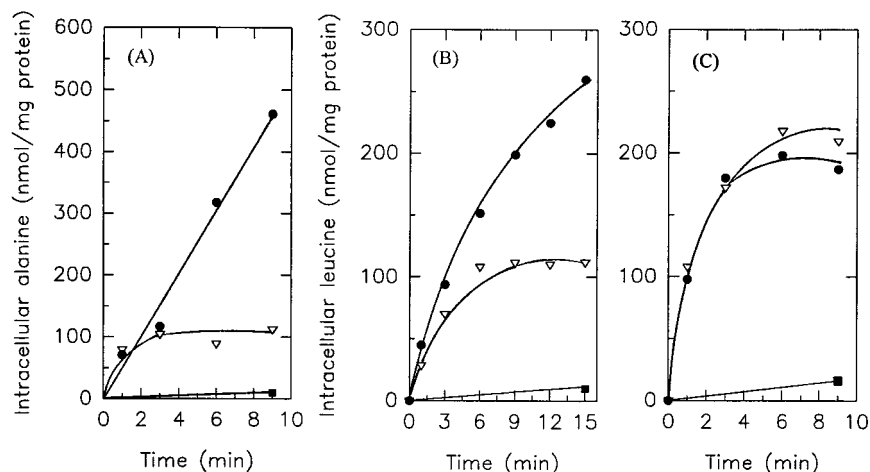 Intracellular alanine (nmol/mg protein)
600
500
400
300
200
100
0
(A)
0 2 4 6 8 10
Time (min)
Intracellular leucine (nmol/mg protein)
300
200
100
0
(B)
0 3 6 9 12 15
Time (min)
300
200
100
0
(C)
0 2 4 6 8 10
Time (min)